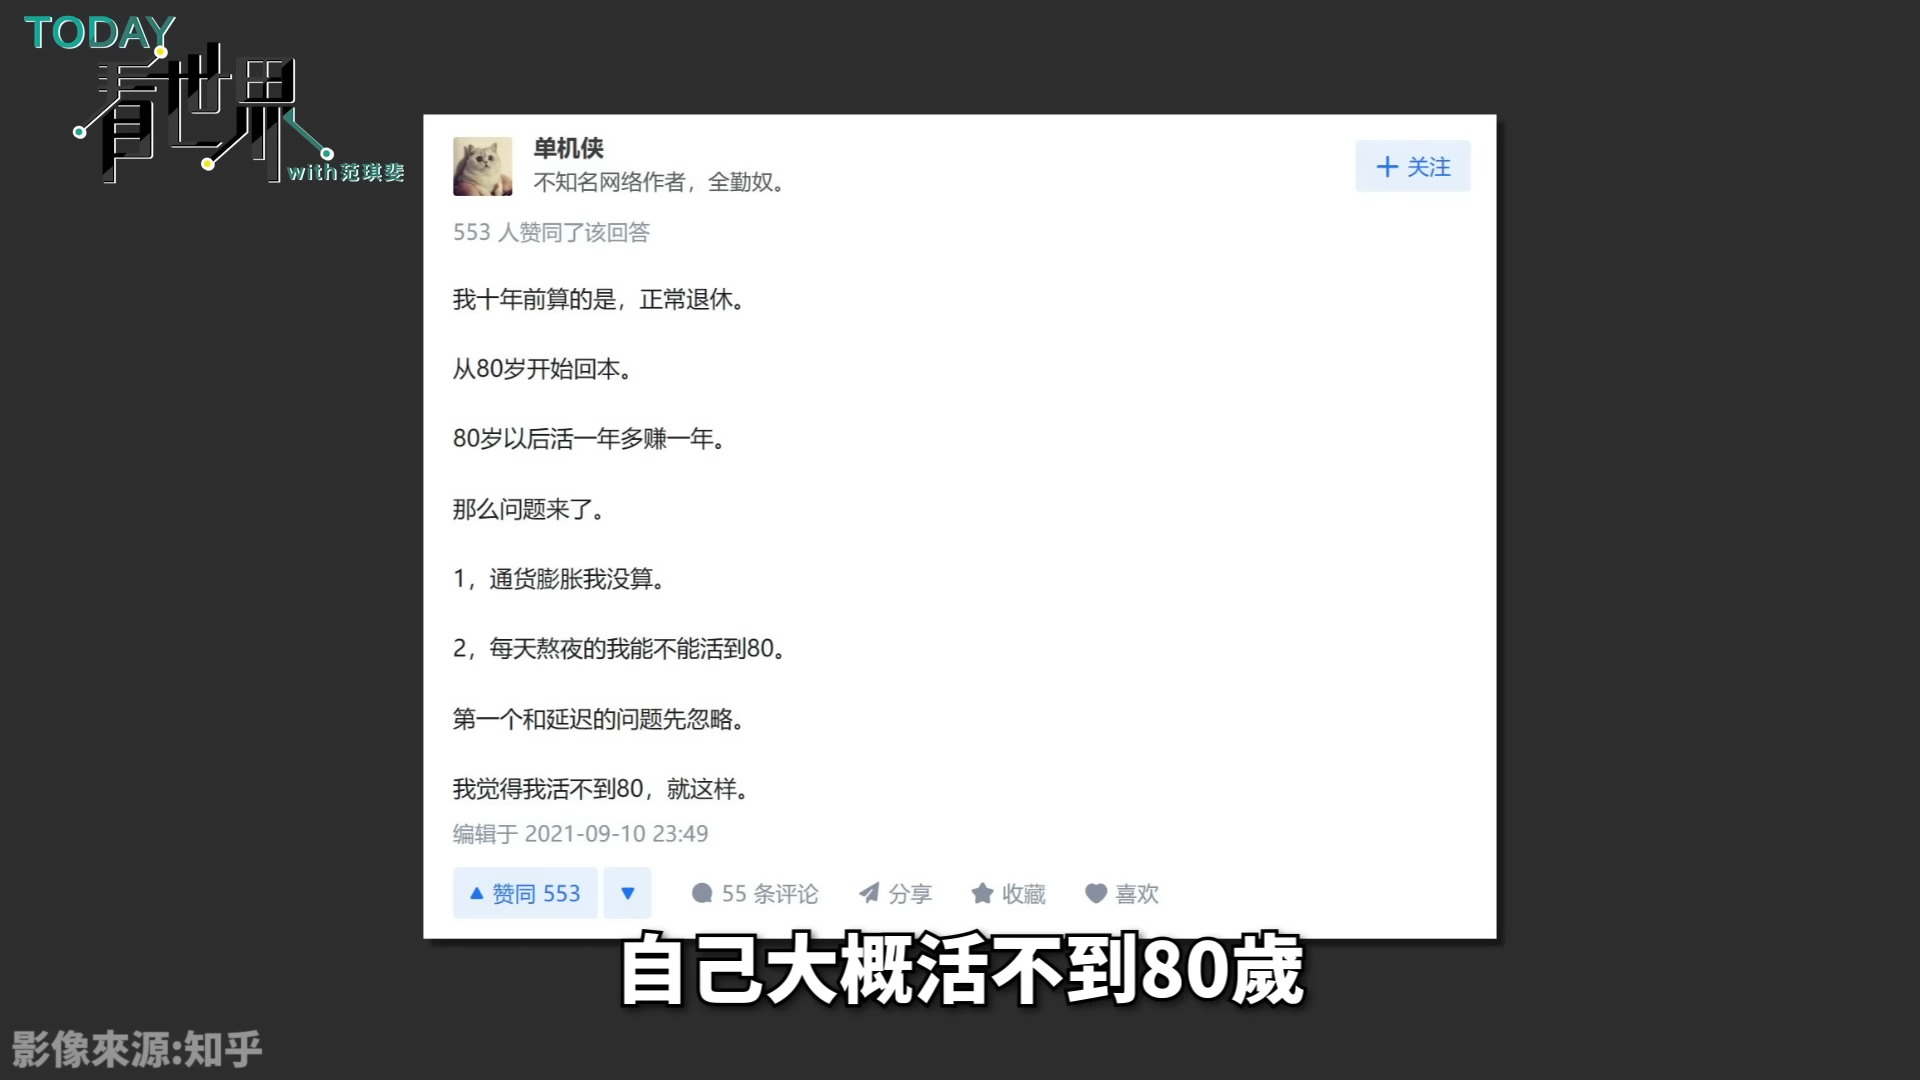 TODAY
看世界
with范琪斐
单机侠
不知名网络作者，全勤奴。
关注
553 人赞同了该回答
我十年前算的是，正常退休。
从80岁开始回本。
80岁以后活一年多赚一年。
那么问题来了。
1，通货膨胀我没算。
2，每天熬夜的我能不能活到80。
第一个和延迟的问题先忽略。
我觉得我活不到80，就这样。
编辑于 2021-09-10 23:49
赞同 553
55 条评论
分享
收藏
喜欢
自己大概活不到80歲
影像來源:知乎